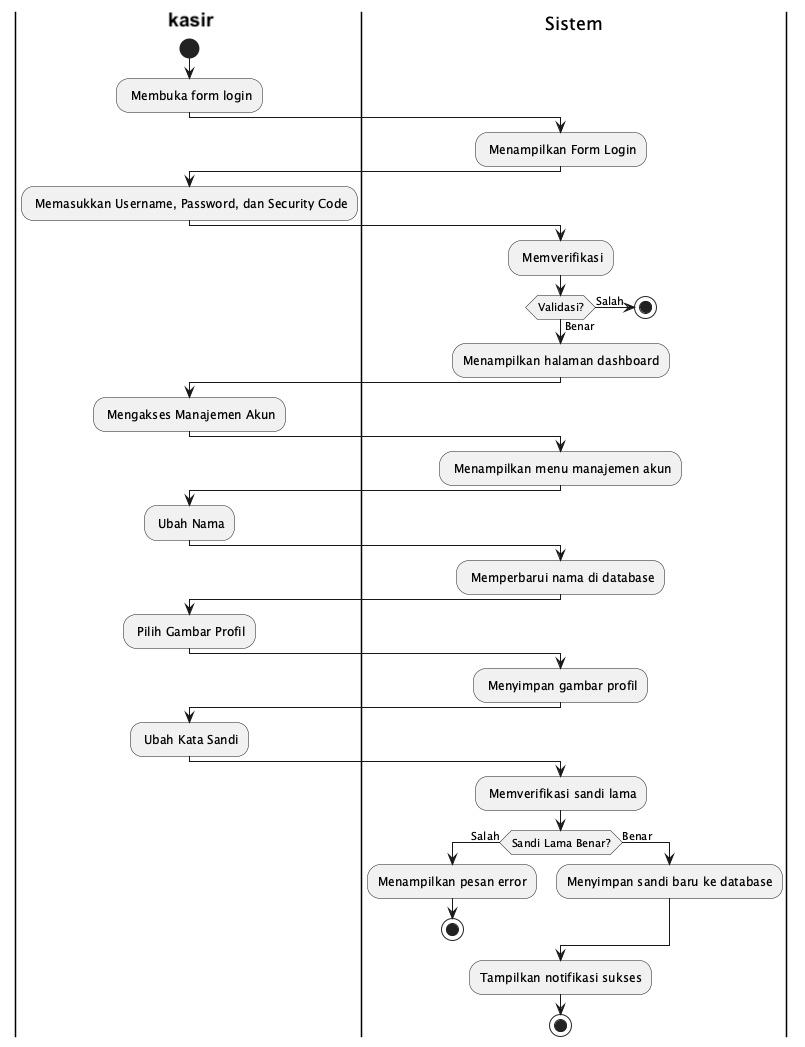 kasir
Sistem
Membuka form login
Menampilkan Form Login
Memasukkan Username, Password, dan Security Code
Memverifikasi
Validasi?
Salah
Benar
Menampilkan halaman dashboard
Mengakses Manajemen Akun
Menampilkan menu manajemen akun
Ubah Nama
Memperbarui nama di database
Pilih Gambar Profil
Menyimpan gambar profil
Ubah Kata Sandi
Memverifikasi sandi lama
Salah
Sandi Lama Benar?
Benar
Menampilkan pesan error
Menyimpan sandi baru ke database
Tampilkan notifikasi sukses